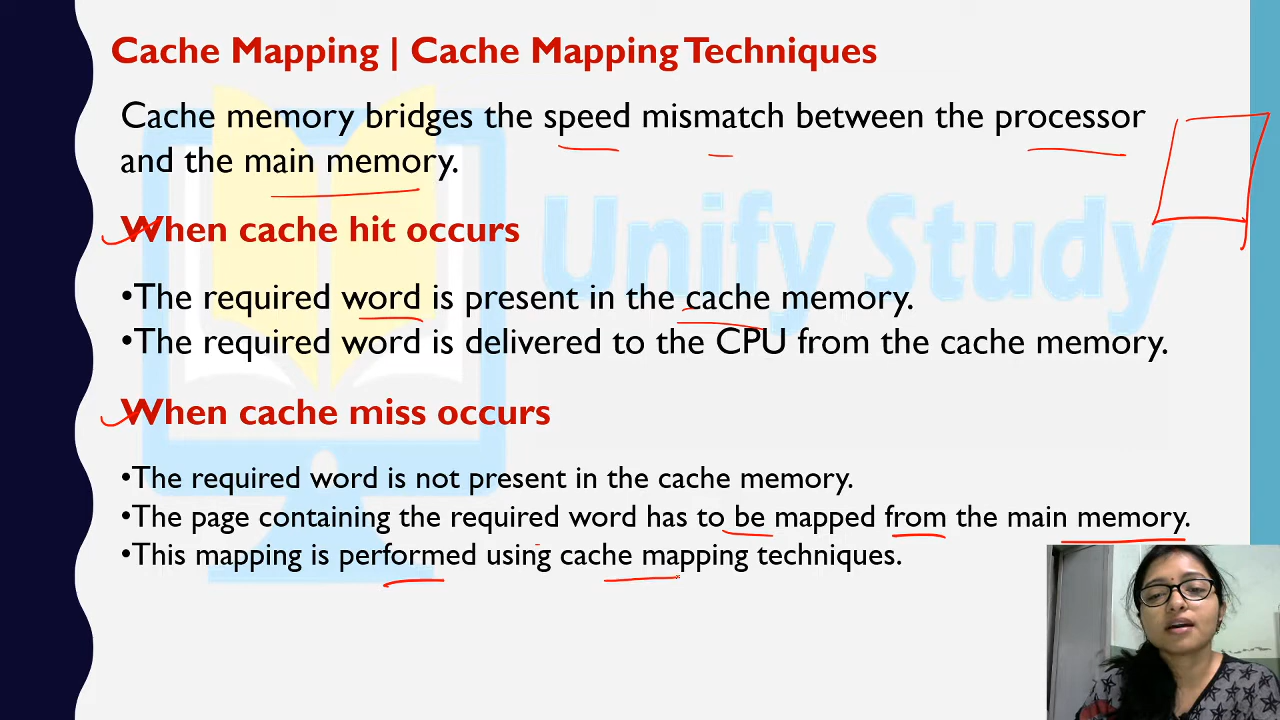 Cache Mapping | Cache Mapping Techniques
Cache memory bridges the speed mismatch between the processor
and the main memory.
When cache hit occurs
•The required word is present in the cache memory.
•The required word is delivered to the CPU from the cache memory.
When cache miss occurs
•The required word is not present in the cache memory.
•The page containing the required word has to be mapped from the main memory.
•This mapping is performed using cache mapping techniques.
Unify Study